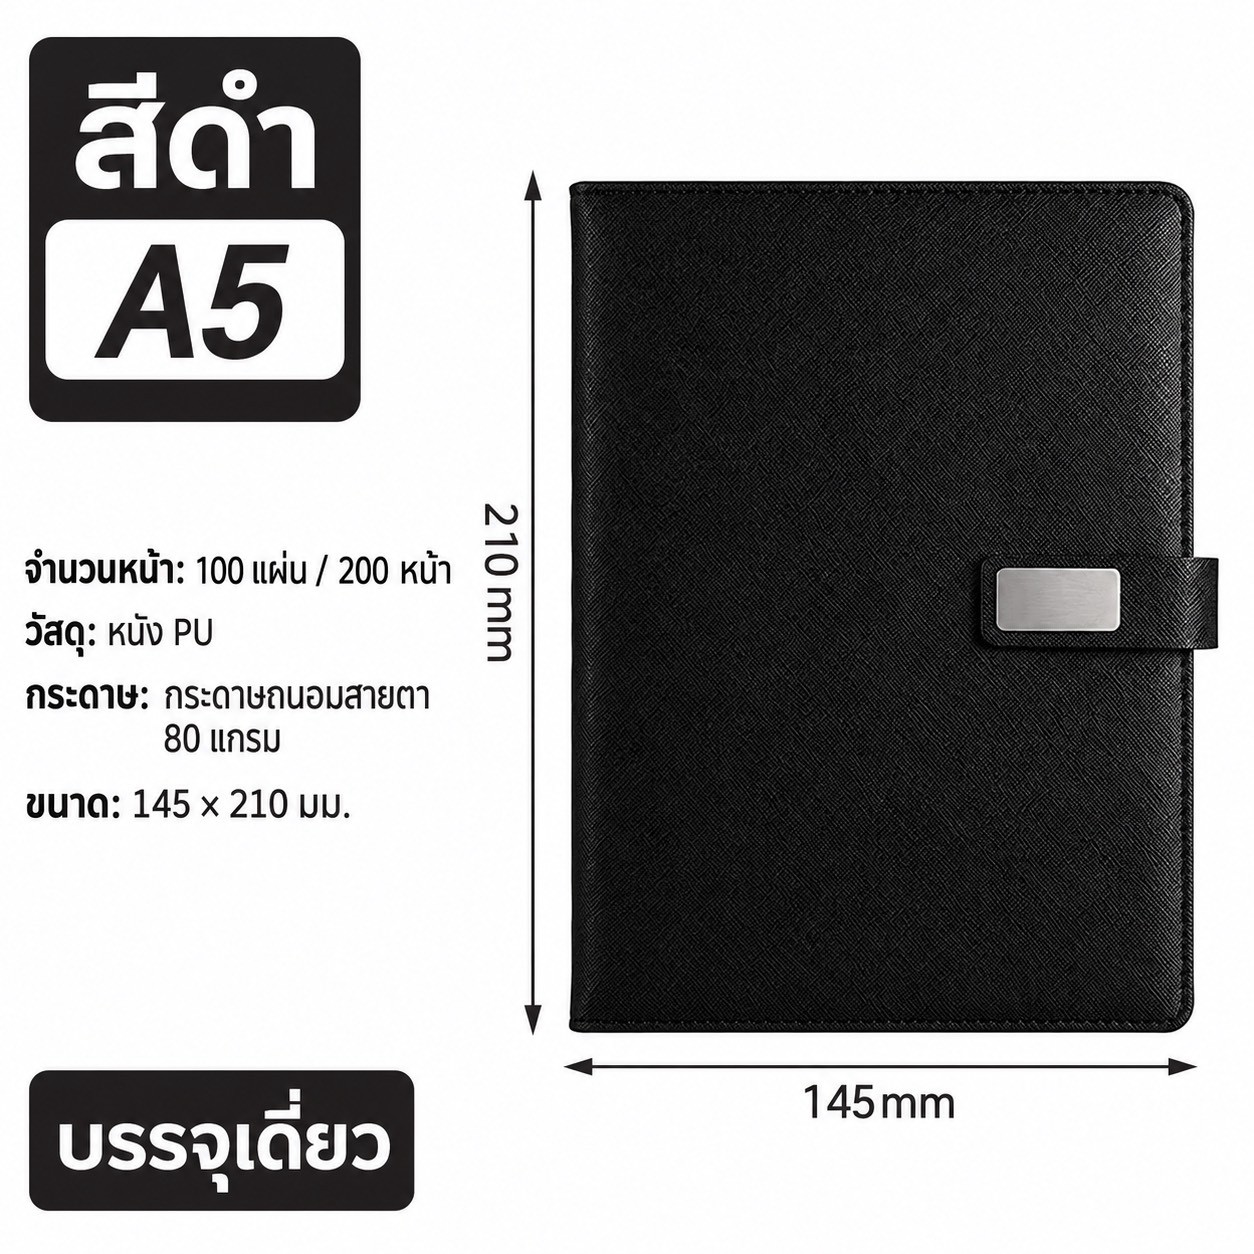 สีดำ
A5
จำนวนหน้า: 100 แผ่น / 200 หน้า
วัสดุ: หนัง PU
กระดาษ: กระดาษถนอมสายตา
80 แกรม
ขนาด: 145 × 210 มม.
210 mm
145mm
บรรจุเดี่ยว